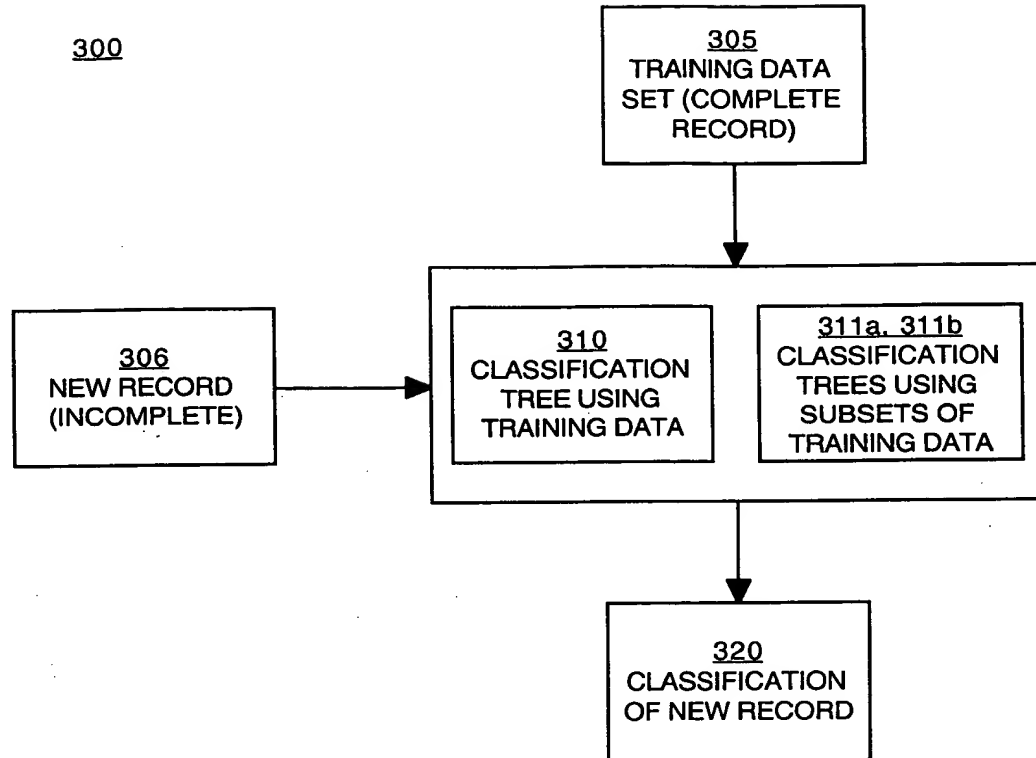 300
305
TRAINING DATA
SET (COMPLETE
RECORD)
306
NEW RECORD
(INCOMPLETE)
310
CLASSIFICATION
TREE USING
TRAINING DATA
311a, 311b
CLASSIFICATION
TREES USING
SUBSETS OF
TRAINING DATA
320
CLASSIFICATION
OF NEW RECORD